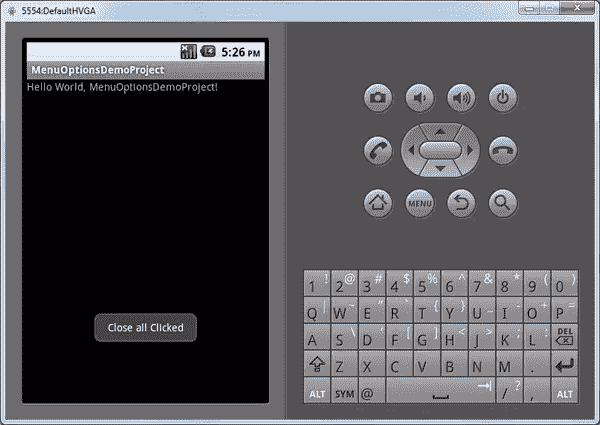 5554:DefaultHVGA
5:26 PM
MenuOptionsDemoProject
Hello World, MenuOptionsDemoProject!
Close all Clicked
MENU
1 ! 2 @ 3 # 4 $ 5 % 6 ^ 7 & 8 * 9 ( 0 )
Q | W ~ E " R ` T { Y } U _ I - O + P =
A S \ D ' F [ G ] H < J > K ; L : DEL
Z X C V B N M .
ALT SYM @ / ? , ALT